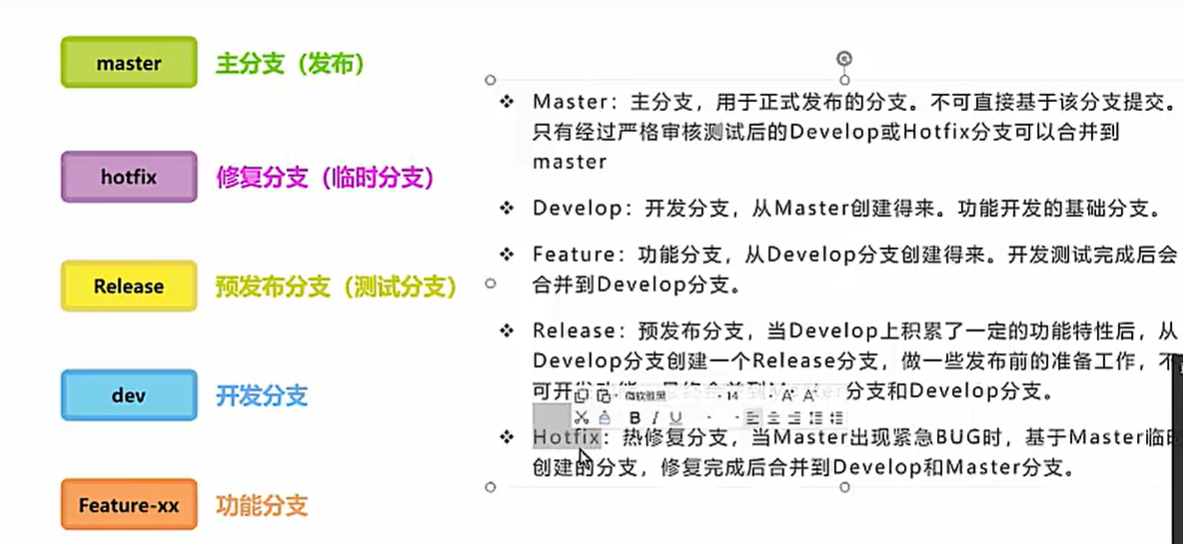 master
主分支（发布）
hotfix
修复分支（临时分支）
Release
预发布分支（测试分支）
dev
开发分支
Feature-xx
功能分支
Master：主分支，用于正式发布的分支。不可直接基于该分支提交。
只有经过严格审核测试后的Develop或Hotfix分支可以合并到
master
Develop：开发分支，从Master创建得来。功能开发的基础分支。
Feature：功能分支，从Develop分支创建得来。开发测试完成后会
合并到Develop分支。
Release：预发布分支，当Develop上积累了一定的功能特性后，从
Develop分支创建一个Release分支，做一些发布前的准备工作，不
可开发功能，最终合并到Master分支和Develop分支。
微软雅黑 14 A A
B I U
Hotfix：热修复分支，当Master出现紧急BUG时，基于Master临时
创建的分支，修复完成后合并到Develop和Master分支。